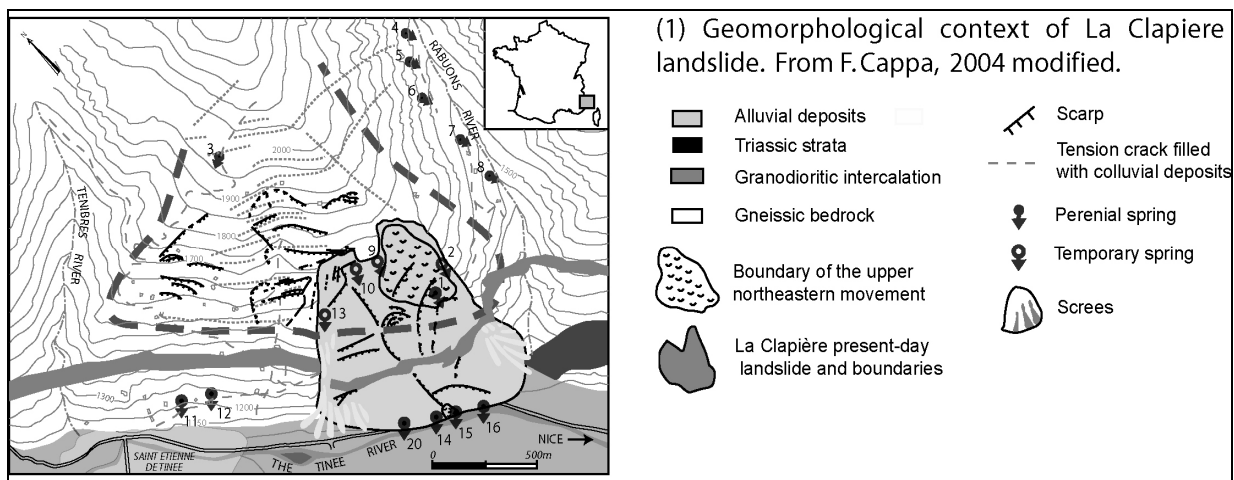 (1) Geomorphological context of La Clapiere
landslide. From F. Cappa, 2004 modified.
Alluvial deposits
Triassic strata
Granodioritic intercalation
Gneissic bedrock
Boundary of the upper
northeastern movement
La Clapière present-day
landslide and boundaries
Scarp
Tension crack filled
with colluvial deposits
Perenial spring
Temporary spring
Screes
N
4
5
RABUONS
6
RIVER
7
3
2000
8
1500
1900
TENIBRES
RIVER
1800
1700
9
2
10
1
13
1300
11
12
1200
20
14
15
16
NICE
SAINT ETIENNE
DE TINEE
THE TINEE RIVER
0 500m